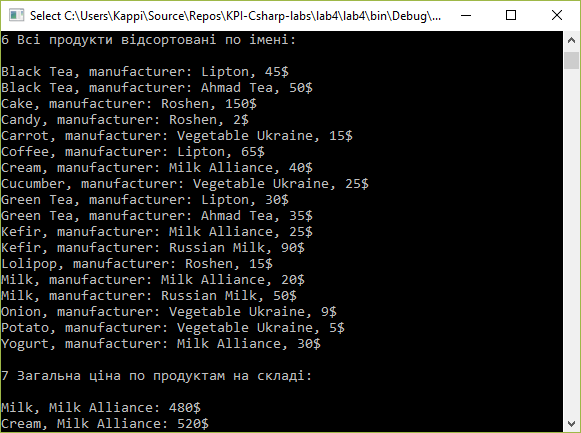 Select C:\Users\Kappi\Source\Repos\KPI-Csharp-labs\lab4\lab4\bin\Debug\...
6 Всі продукти відсортовані по імені:
Black Tea, manufacturer: Lipton, 45$
Black Tea, manufacturer: Ahmad Tea, 50$
Cake, manufacturer: Roshen, 150$
Candy, manufacturer: Roshen, 2$
Carrot, manufacturer: Vegetable Ukraine, 15$
Coffee, manufacturer: Lipton, 65$
Cream, manufacturer: Milk Alliance, 40$
Cucumber, manufacturer: Vegetable Ukraine, 25$
Green Tea, manufacturer: Lipton, 30$
Green Tea, manufacturer: Ahmad Tea, 35$
Kefir, manufacturer: Milk Alliance, 25$
Kefir, manufacturer: Russian Milk, 90$
Lolipop, manufacturer: Roshen, 15$
Milk, manufacturer: Milk Alliance, 20$
Milk, manufacturer: Russian Milk, 50$
Onion, manufacturer: Vegetable Ukraine, 9$
Potato, manufacturer: Vegetable Ukraine, 5$
Yogurt, manufacturer: Milk Alliance, 30$
7 Загальна ціна по продуктам на складі:
Milk, Milk Alliance: 480$
Cream, Milk Alliance: 520$